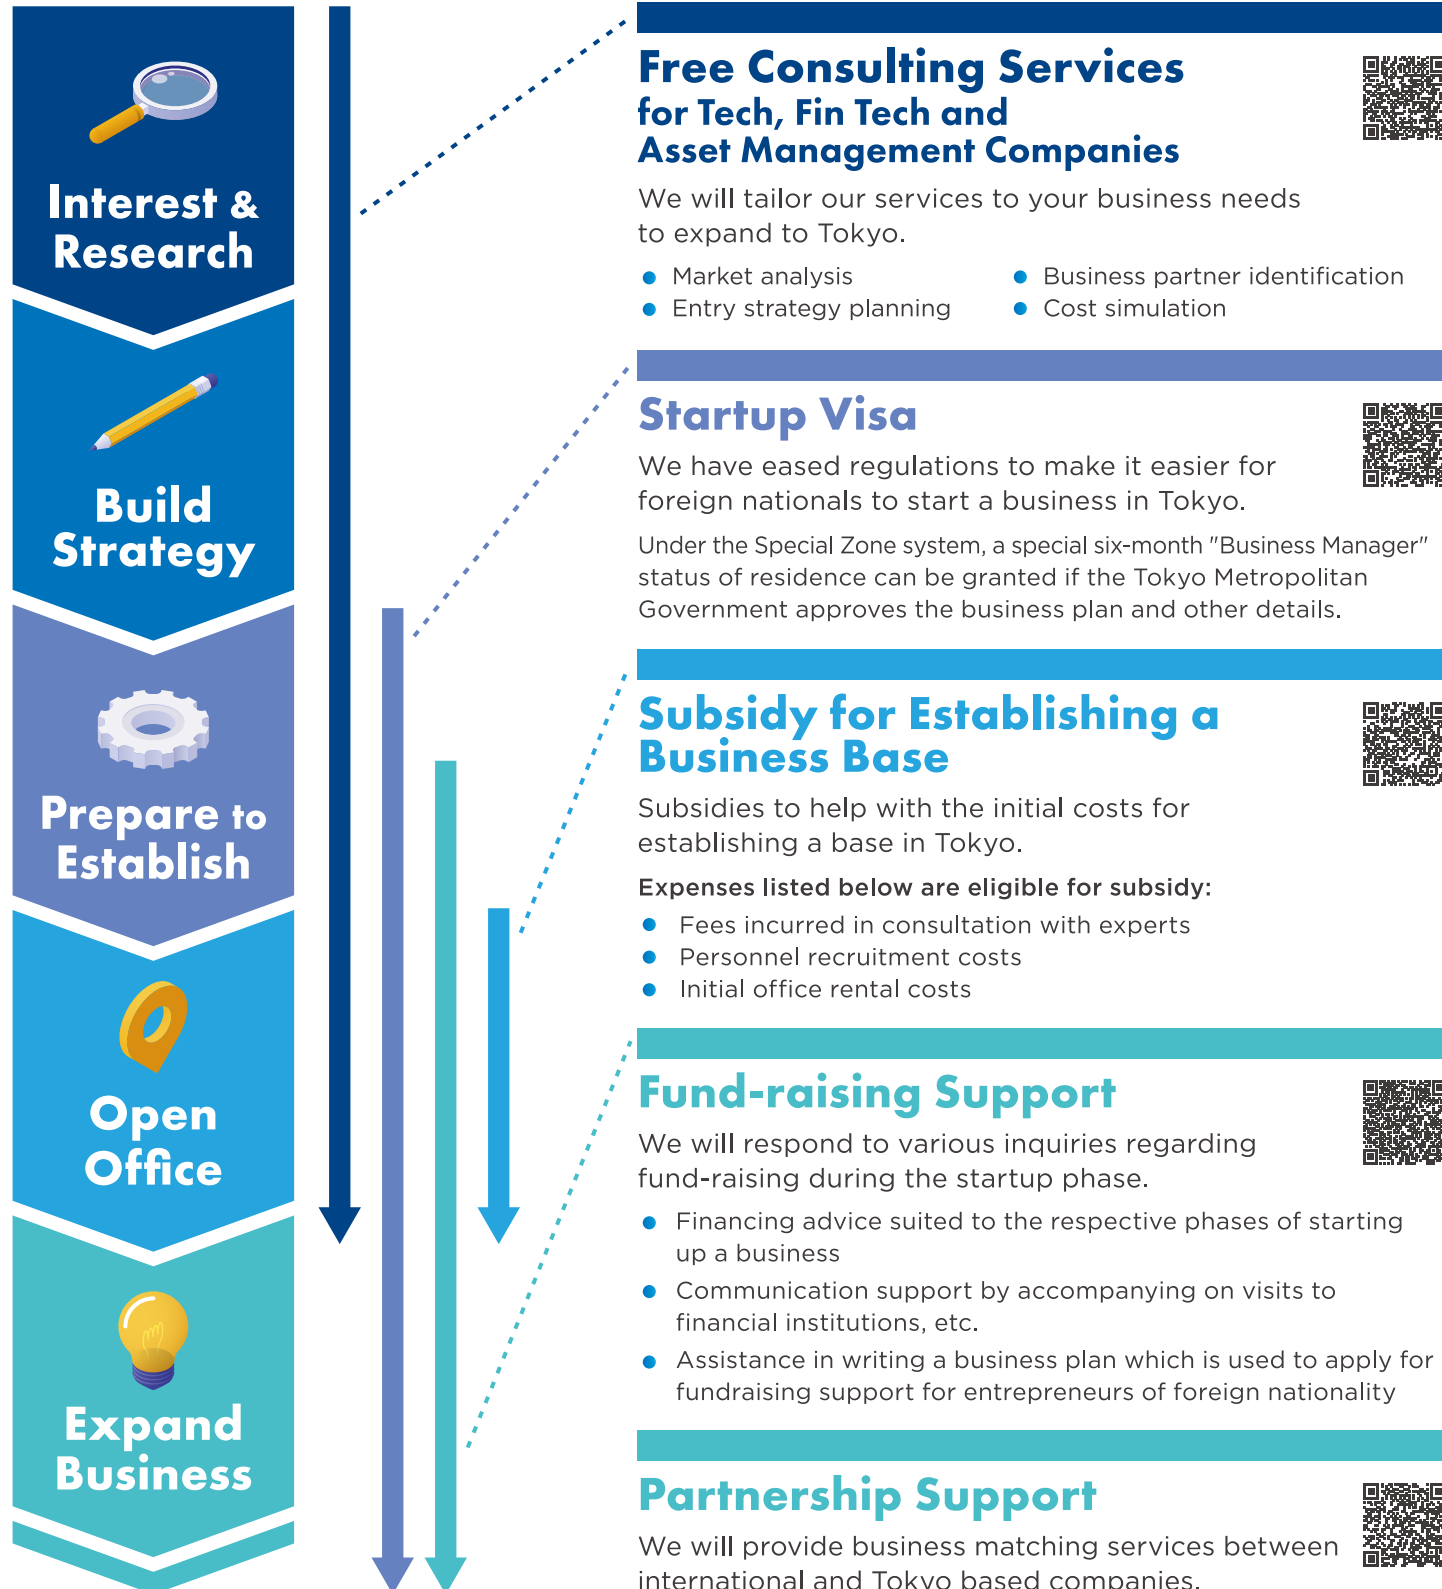 Interest &
Research
Build
Strategy
Prepare to
Establish
Open
Office
Expand
Business
Free Consulting Services
for Tech, Fin Tech and
Asset Management Companies
We will tailor our services to your business needs
to expand to Tokyo.
Market analysis
Entry strategy planning
Business partner identification
Cost simulation
Startup Visa
We have eased regulations to make it easier for
foreign nationals to start a business in Tokyo.
Under the Special Zone system, a special six-month "Business Manager"
status of residence can be granted if the Tokyo Metropolitan
Government approves the business plan and other details.
Subsidy for Establishing a
Business Base
Subsidies to help with the initial costs for
establishing a base in Tokyo.
Expenses listed below are eligible for subsidy:
Fees incurred in consultation with experts
Personnel recruitment costs
Initial office rental costs
Fund-raising Support
We will respond to various inquiries regarding
fund-raising during the startup phase.
Financing advice suited to the respective phases of starting
up a business
Communication support by accompanying on visits to
financial institutions, etc.
Assistance in writing a business plan which is used to apply for
fundraising support for entrepreneurs of foreign nationality
Partnership Support
We will provide business matching services between
international and Tokyo based companies.